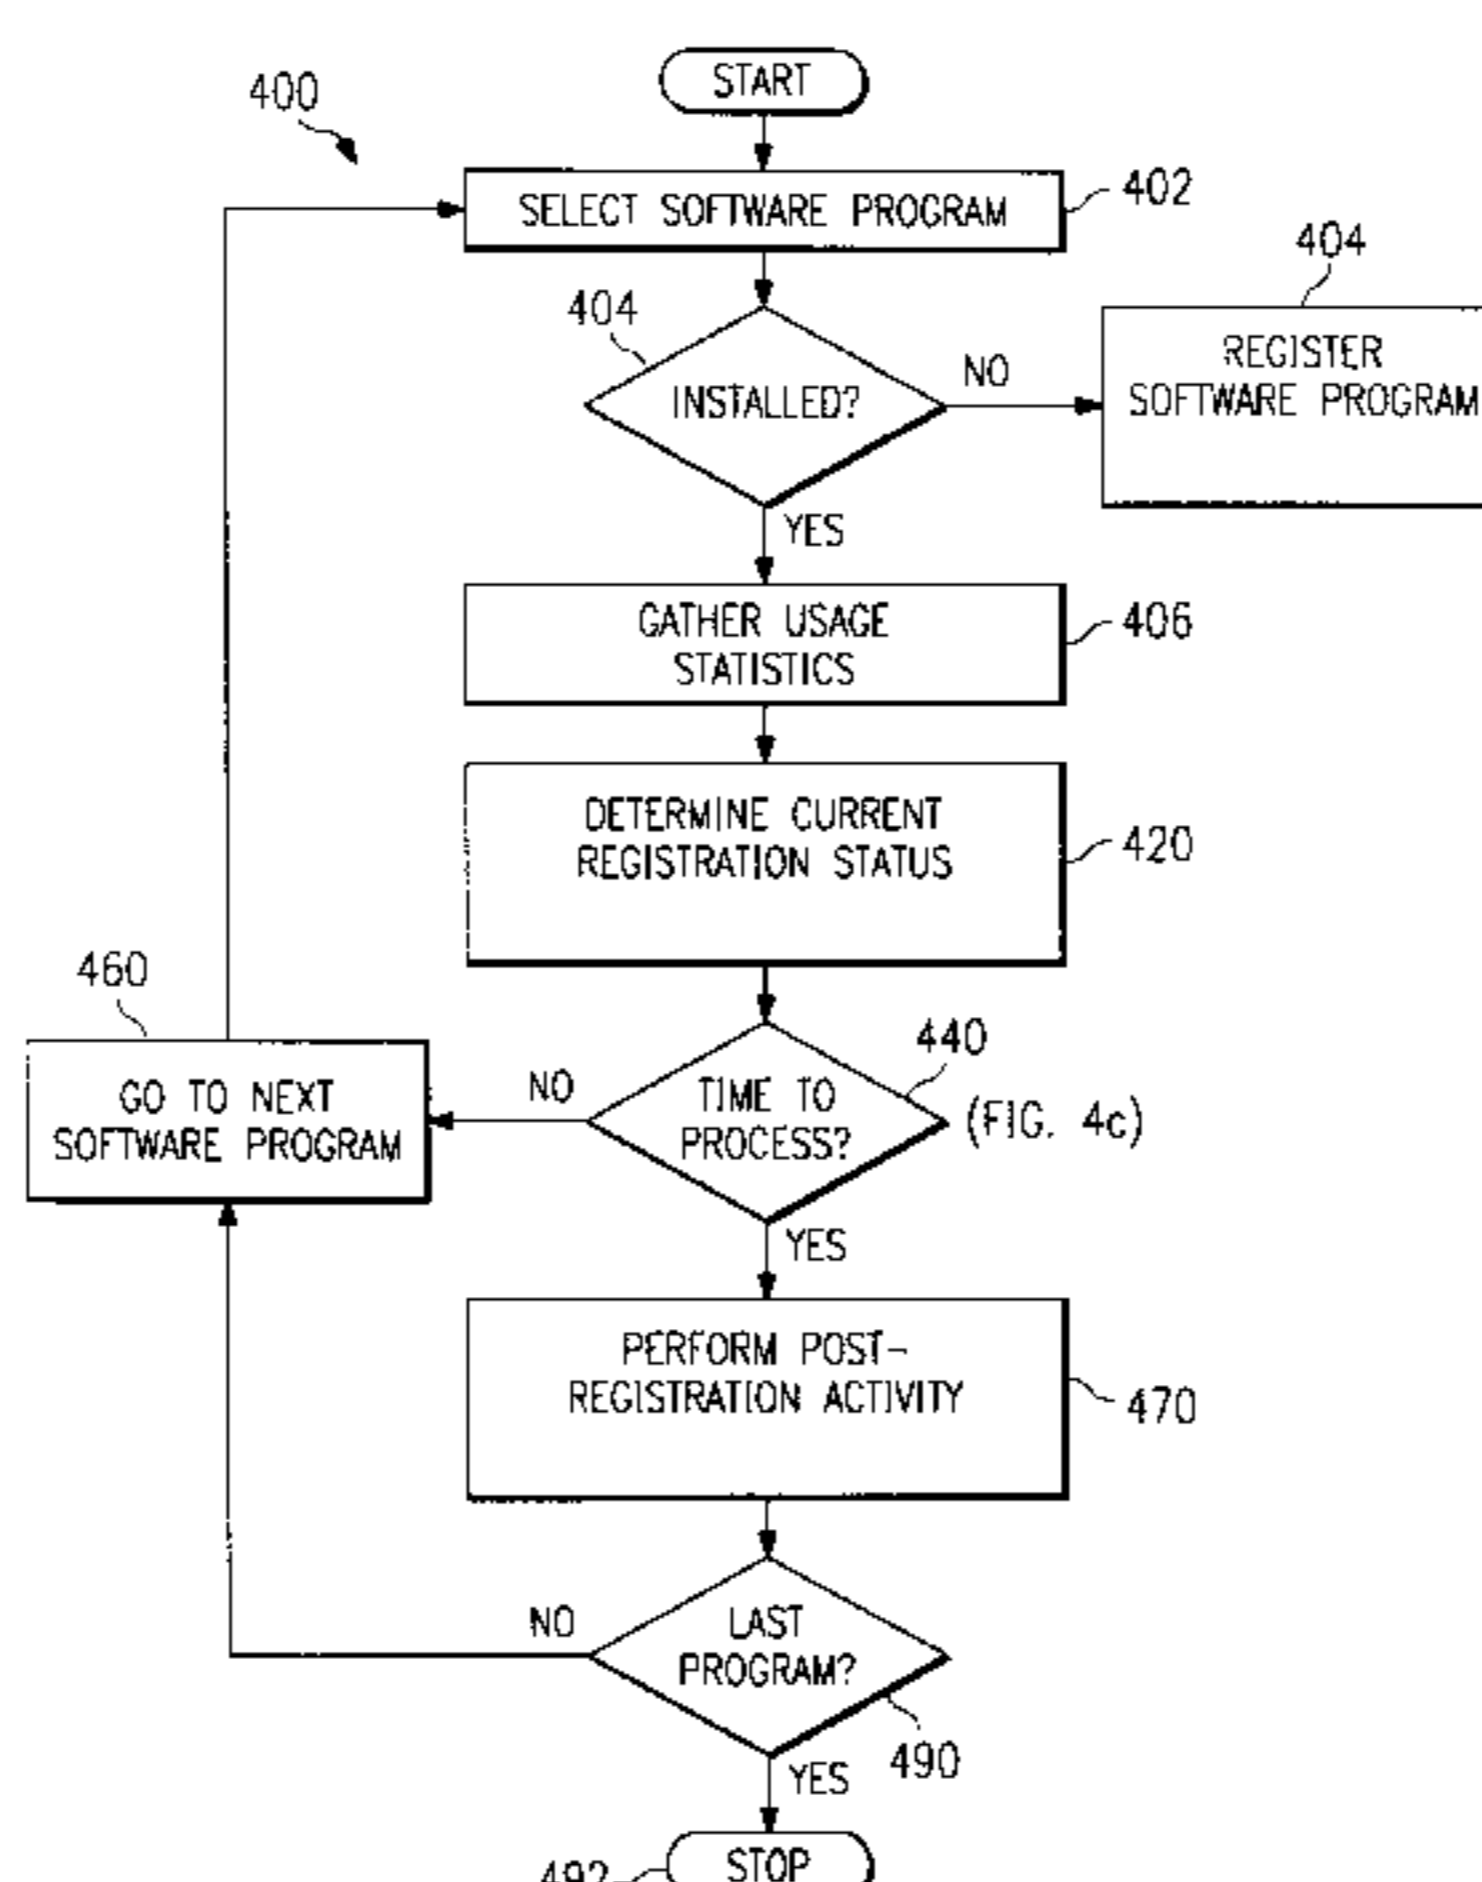 START
400
SELECT SOFTWARE PROGRAM
402
404
INSTALLED?
NO
404
REGISTER
SOFTWARE PROGRAM
YES
GATHER USAGE
STATISTICS
406
DETERMINE CURRENT
REGISTRATION STATUS
420
460
GO TO NEXT
SOFTWARE PROGRAM
NO
TIME TO
PROCESS?
440
(FIG. 4c)
YES
PERFORM POST-
REGISTRATION ACTIVITY
470
NO
LAST
PROGRAM?
490
YES
STOP
492